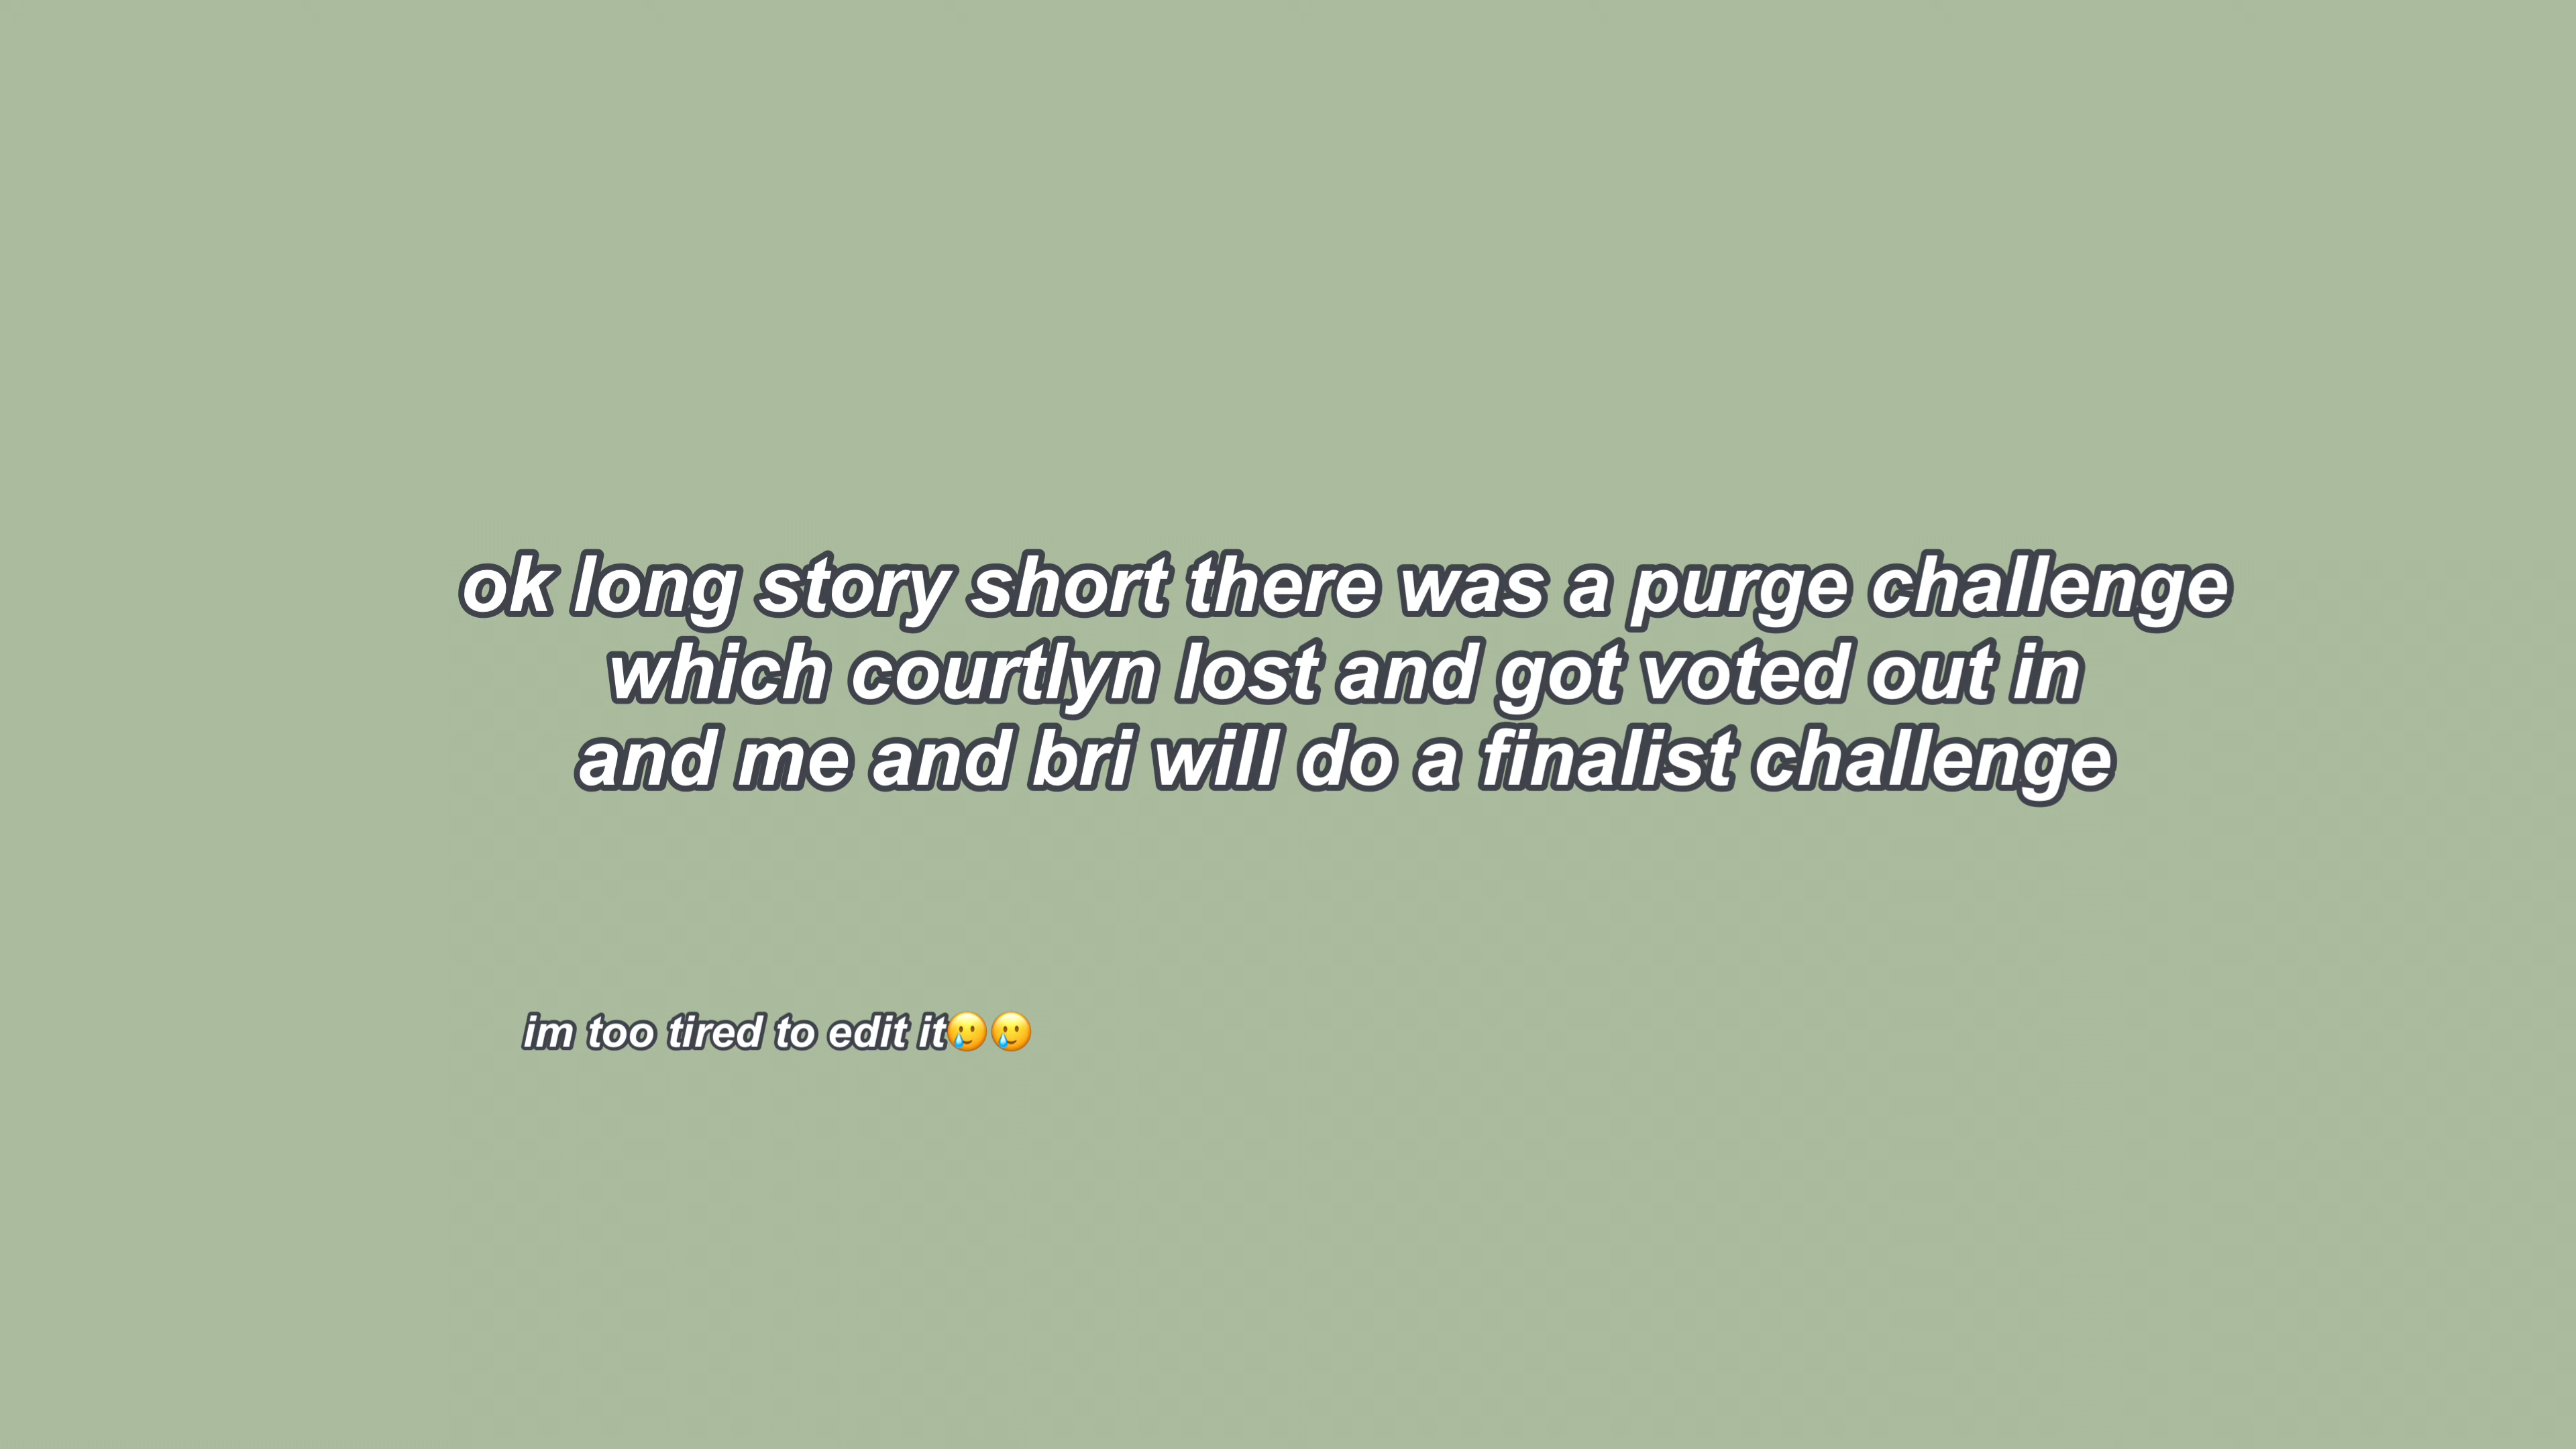 ok long story short there was a purge challenge
which courtlyn lost and got voted out in
and me and bri will do a finalist challenge
im too tired to edit it🥲🥲